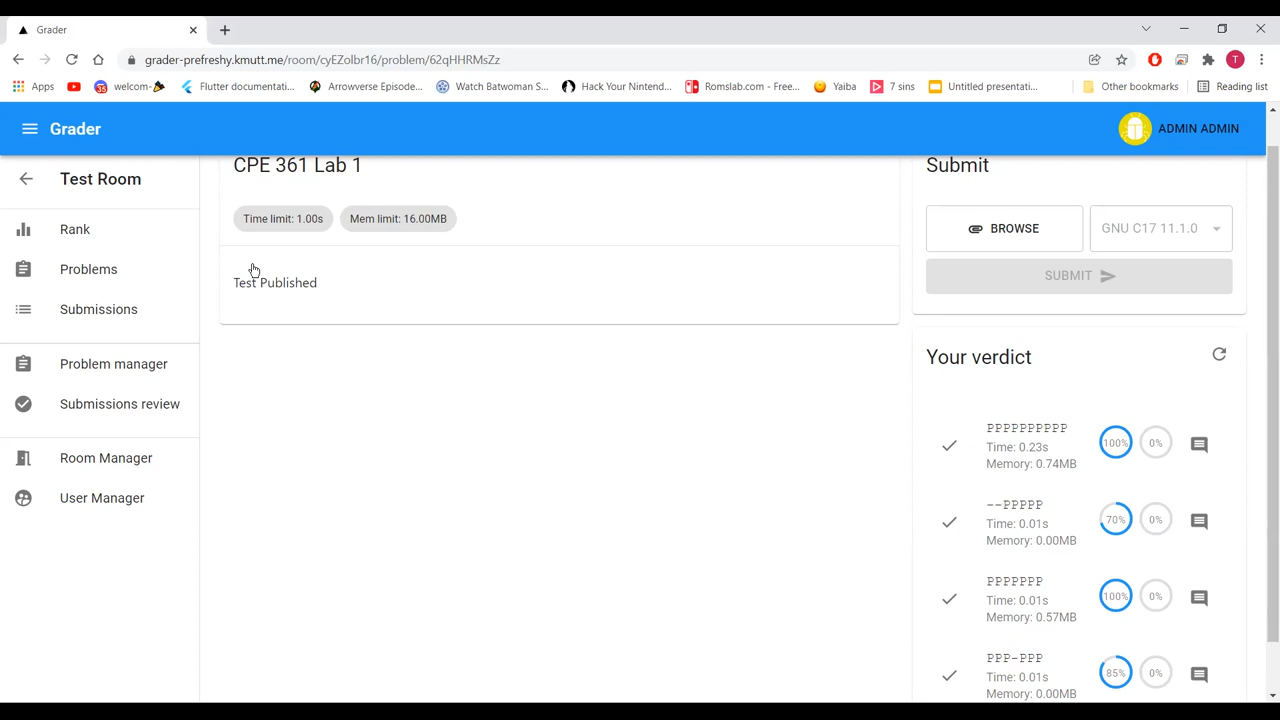 Grader
grader-prefreshy.kmutt.me/room/cyEZolbr16/problem/62qHHRMsZz
T
Apps
35
welcom-
Flutter documentati...
Arrowverse Episode...
Watch Batwoman S...
Hack Your Nintend...
Romslab.com - Free...
Yaiba
7 sins
Untitled presentati...
Other bookmarks
Reading list
Grader
ADMIN ADMIN
Test Room
Rank
Problems
Submissions
Problem manager
Submissions review
Room Manager
User Manager
CPE 361 Lab 1
Time limit: 1.00s
Mem limit: 16.00MB
Test Published
Submit
BROWSE
GNU C17 11.1.0
SUBMIT
Your verdict
PPPPPPPPPP
Time: 0.23s
Memory: 0.74MB
100%
0%
--PPPPP
Time: 0.01s
Memory: 0.00MB
70%
0%
PPPPPPP
Time: 0.01s
Memory: 0.57MB
100%
0%
PPP-PPP
Time: 0.01s
Memory: 0.00MB
85%
0%